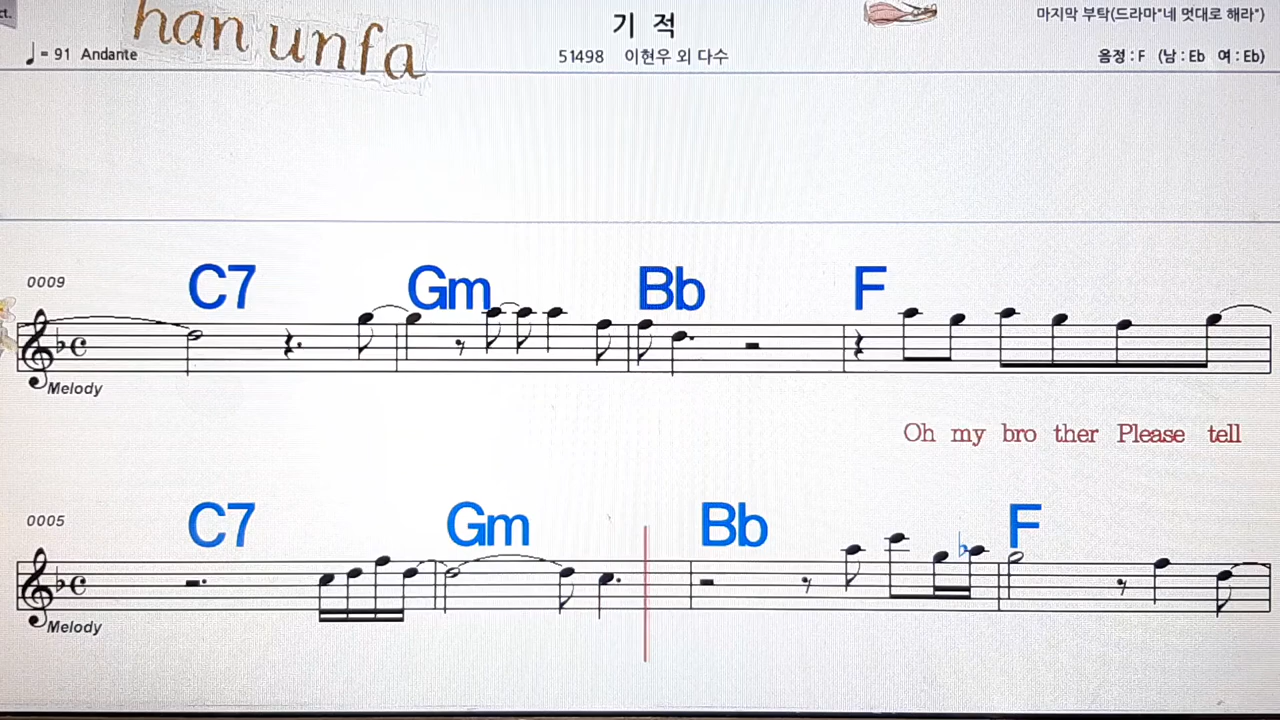 ct.
han unfa
기 적
마지막 부탁(드라마"네 멋대로 해라")
♩ = 91 Andante
51498 이현우 외 다수
음정 : F (남 : Eb 여 : Eb)
0009
C7 Gm Bb F
Melody
Oh my bro ther Please tell
0005
C7 Gm Bb F
Melody